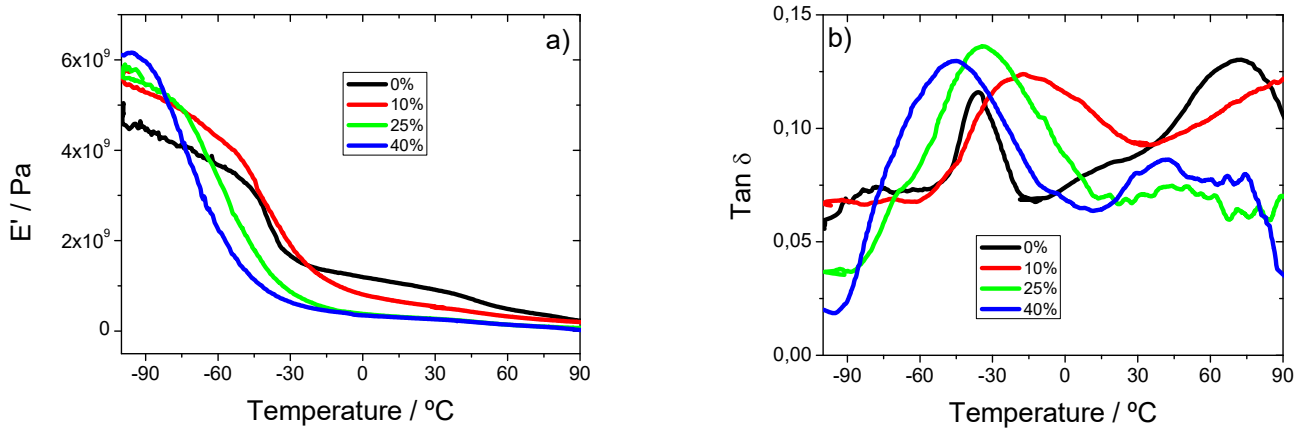 a)
6x10⁹
4x10⁹
2x10⁹
0
E' / Pa
0%
10%
25%
40%
-90 -60 -30 0 30 60 90
Temperature / ºC
b)
0,15
0,10
0,05
0,00
Tan δ
0%
10%
25%
40%
-90 -60 -30 0 30 60 90
Temperature / ºC